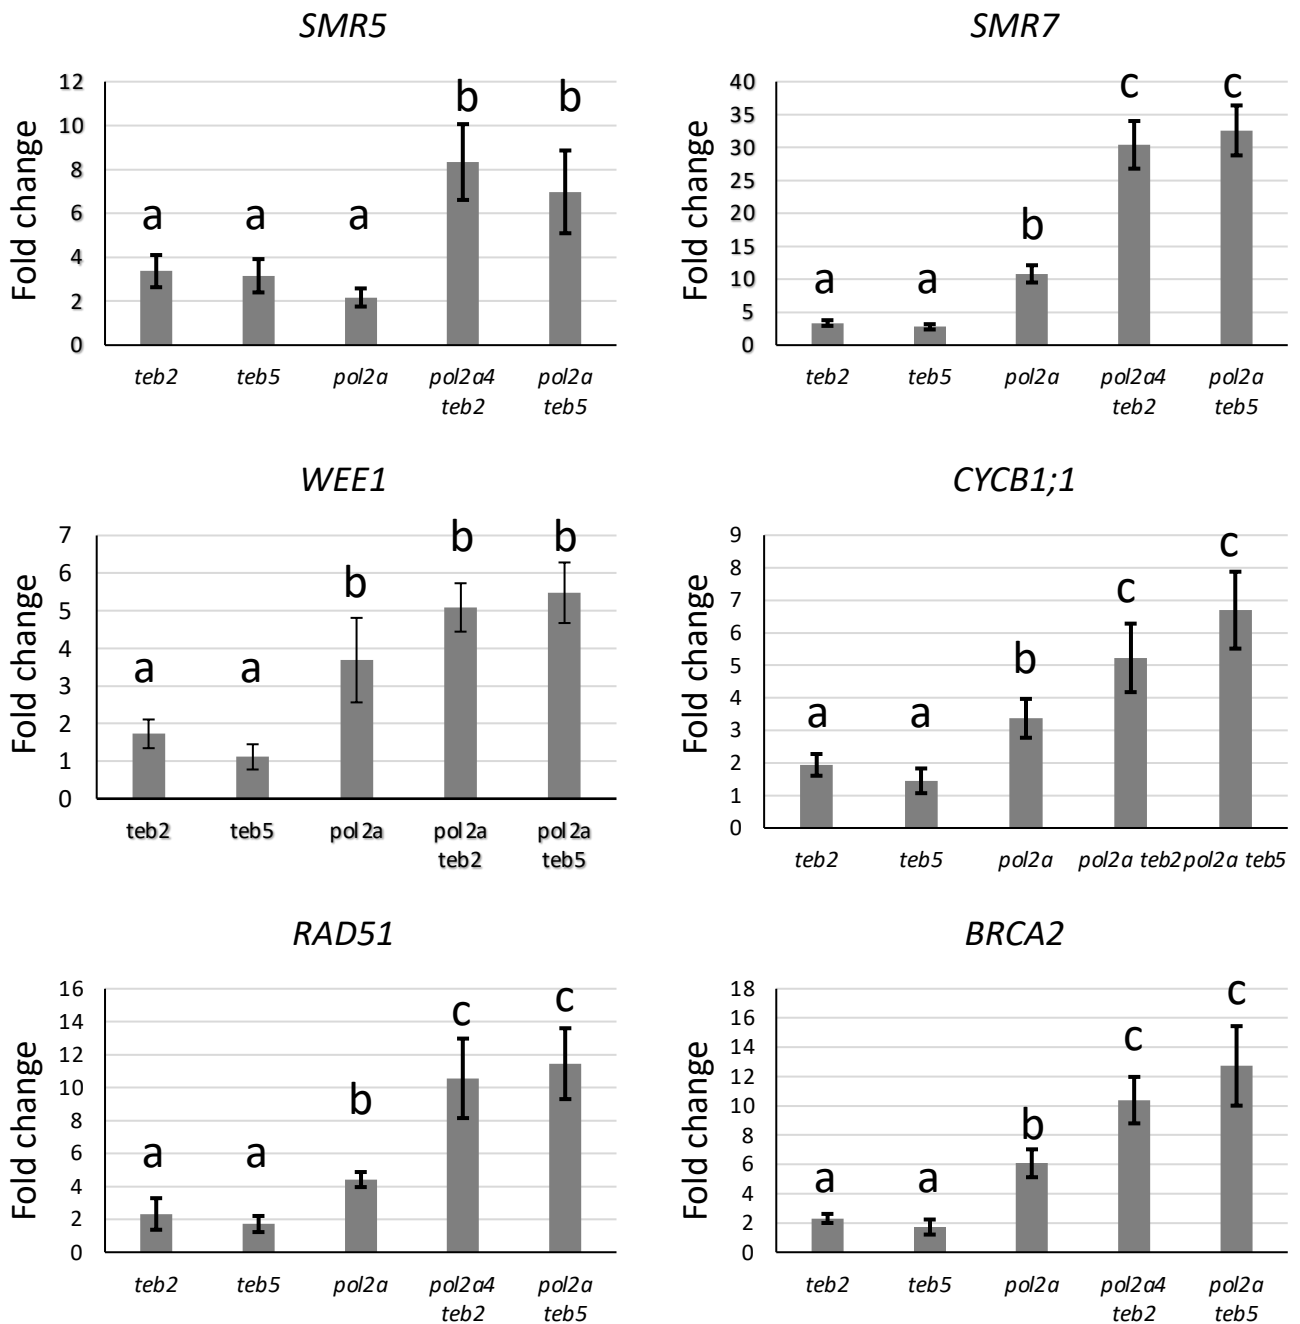 SMR5
Fold change
12
10
8
6
4
2
0
a
a
a
b
b
teb2 teb5 pol2a pol2a4 pol2a
teb2 teb5
SMR7
Fold change
40
35
30
25
20
15
10
5
0
a
a
b
c
c
teb2 teb5 pol2a pol2a4 pol2a
teb2 teb5
WEE1
Fold change
7
6
5
4
3
2
1
0
a
a
b
b
b
teb2 teb5 pol2a pol2a pol2a
teb2 teb5
CYCB1;1
Fold change
9
8
7
6
5
4
3
2
1
0
a
a
b
c
c
teb2 teb5 pol2a pol2a teb2 pol2a teb5
RAD51
Fold change
16
14
12
10
8
6
4
2
0
a
a
b
c
c
teb2 teb5 pol2a pol2a4 pol2a
teb2 teb5
BRCA2
Fold change
18
16
14
12
10
8
6
4
2
0
a
a
b
c
c
teb2 teb5 pol2a pol2a4 pol2a
teb2 teb5